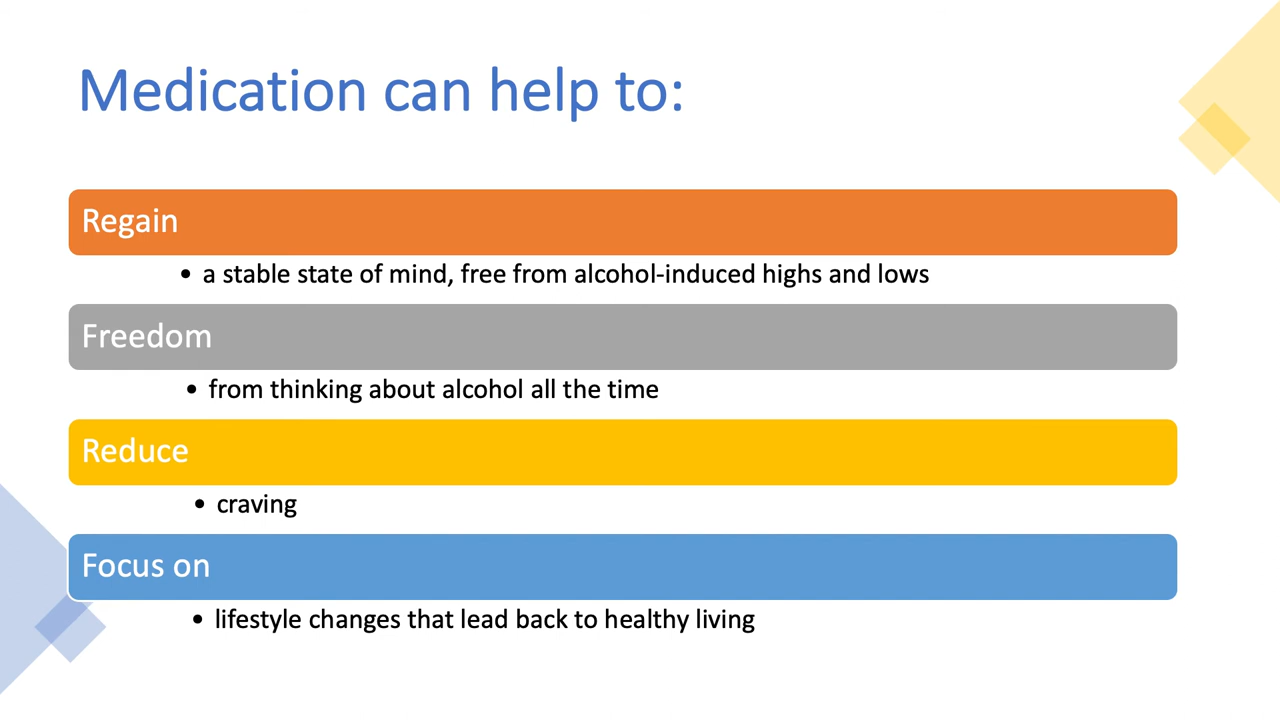 Medication can help to:
Regain
• a stable state of mind, free from alcohol-induced highs and lows
Freedom
• from thinking about alcohol all the time
Reduce
• craving
Focus on
• lifestyle changes that lead back to healthy living